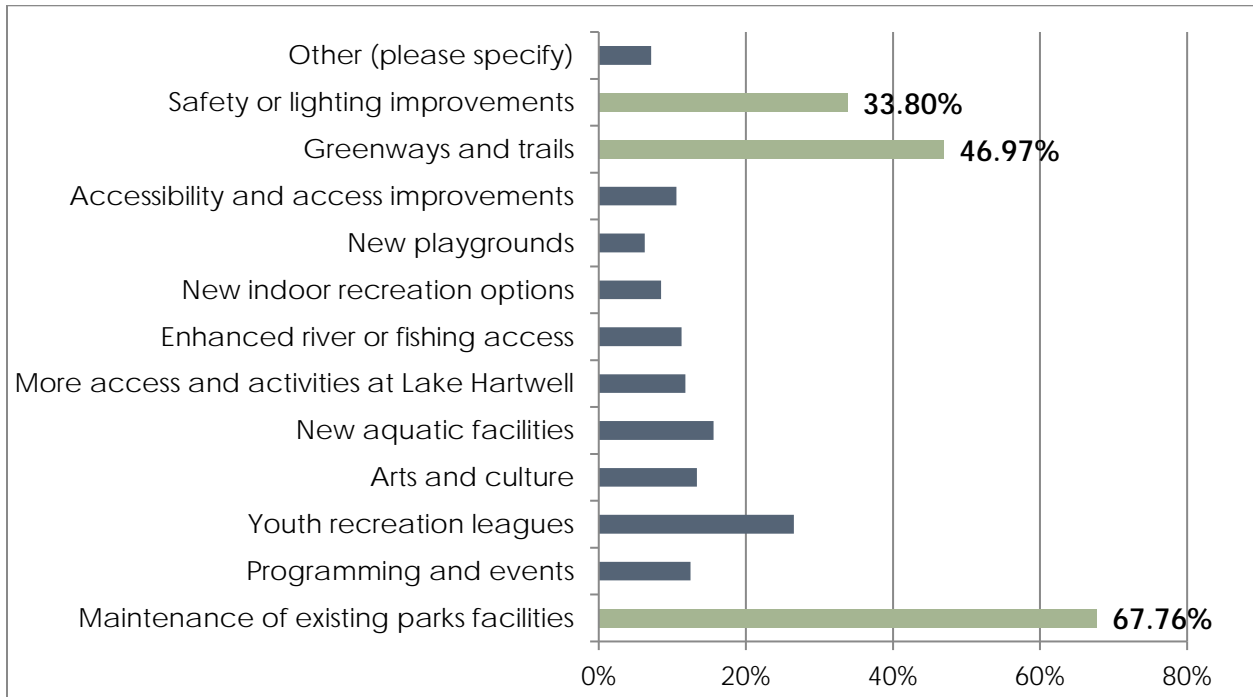 Other (please specify)
Safety or lighting improvements
33.80%
Greenways and trails
46.97%
Accessibility and access improvements
New playgrounds
New indoor recreation options
Enhanced river or fishing access
More access and activities at Lake Hartwell
New aquatic facilities
Arts and culture
Youth recreation leagues
Programming and events
Maintenance of existing parks facilities
67.76%
0% 20% 40% 60% 80%